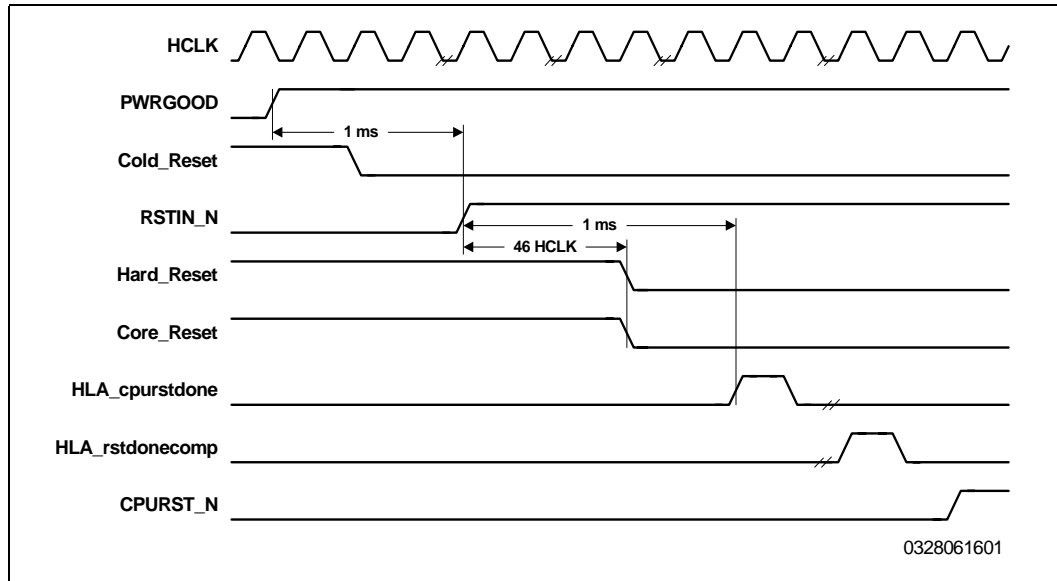 HCLK
PWRGOOD
1 ms
Cold_Reset
RSTIN_N
1 ms
46 HCLK
Hard_Reset
Core_Reset
HLA_cpurstdone
HLA_rstdonecomp
CPURST_N
0328061601